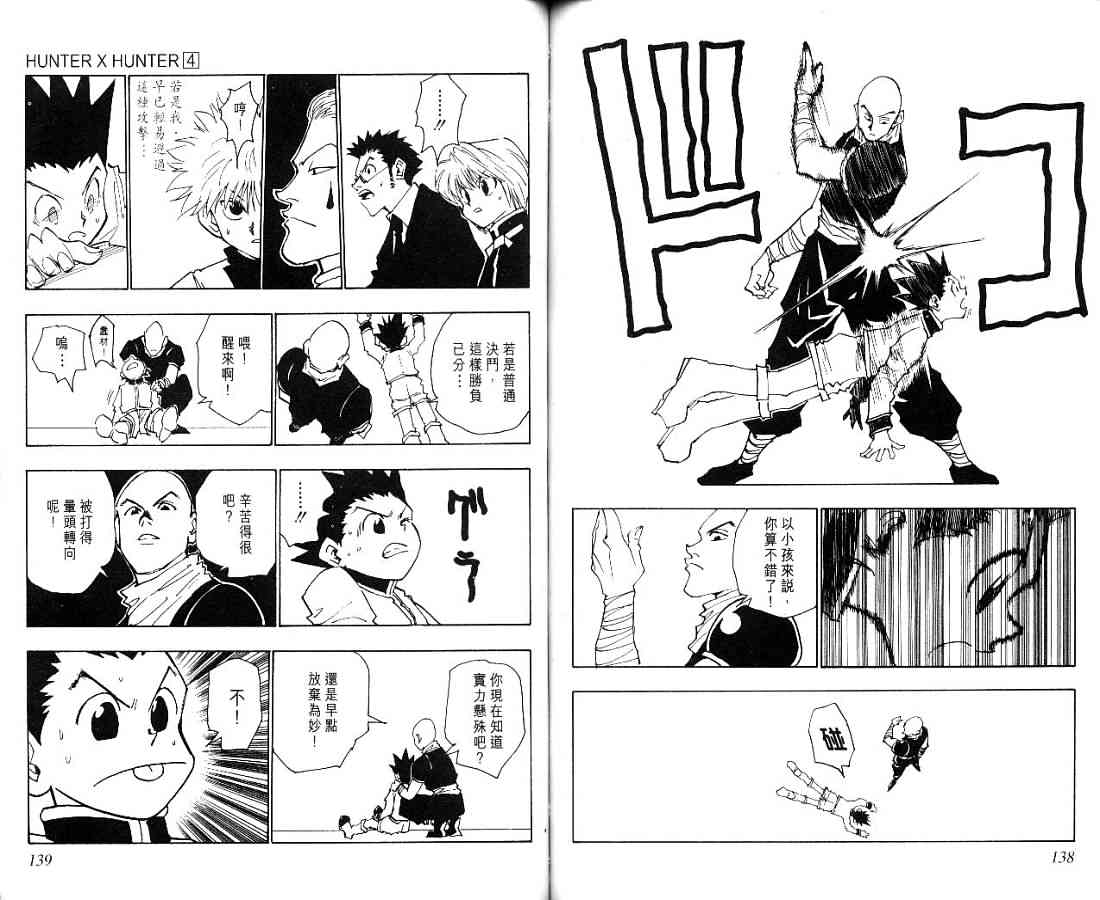 ドゴ
以小孩來説，
你算不錯了！
碰
138
HUNTER X HUNTER 4
…!!
哼！
若是我，
早已輕易避過
這種攻擊…
若是普通
決鬥，
這樣勝負
已分…
喂！
醒來啊！
蠢材！
嗚…
グラ
……!!
辛苦得很
吧？
被打得
暈頭轉向
呢！
你現在知道
實力懸殊吧？
還是早點
放棄為妙！
不！
139